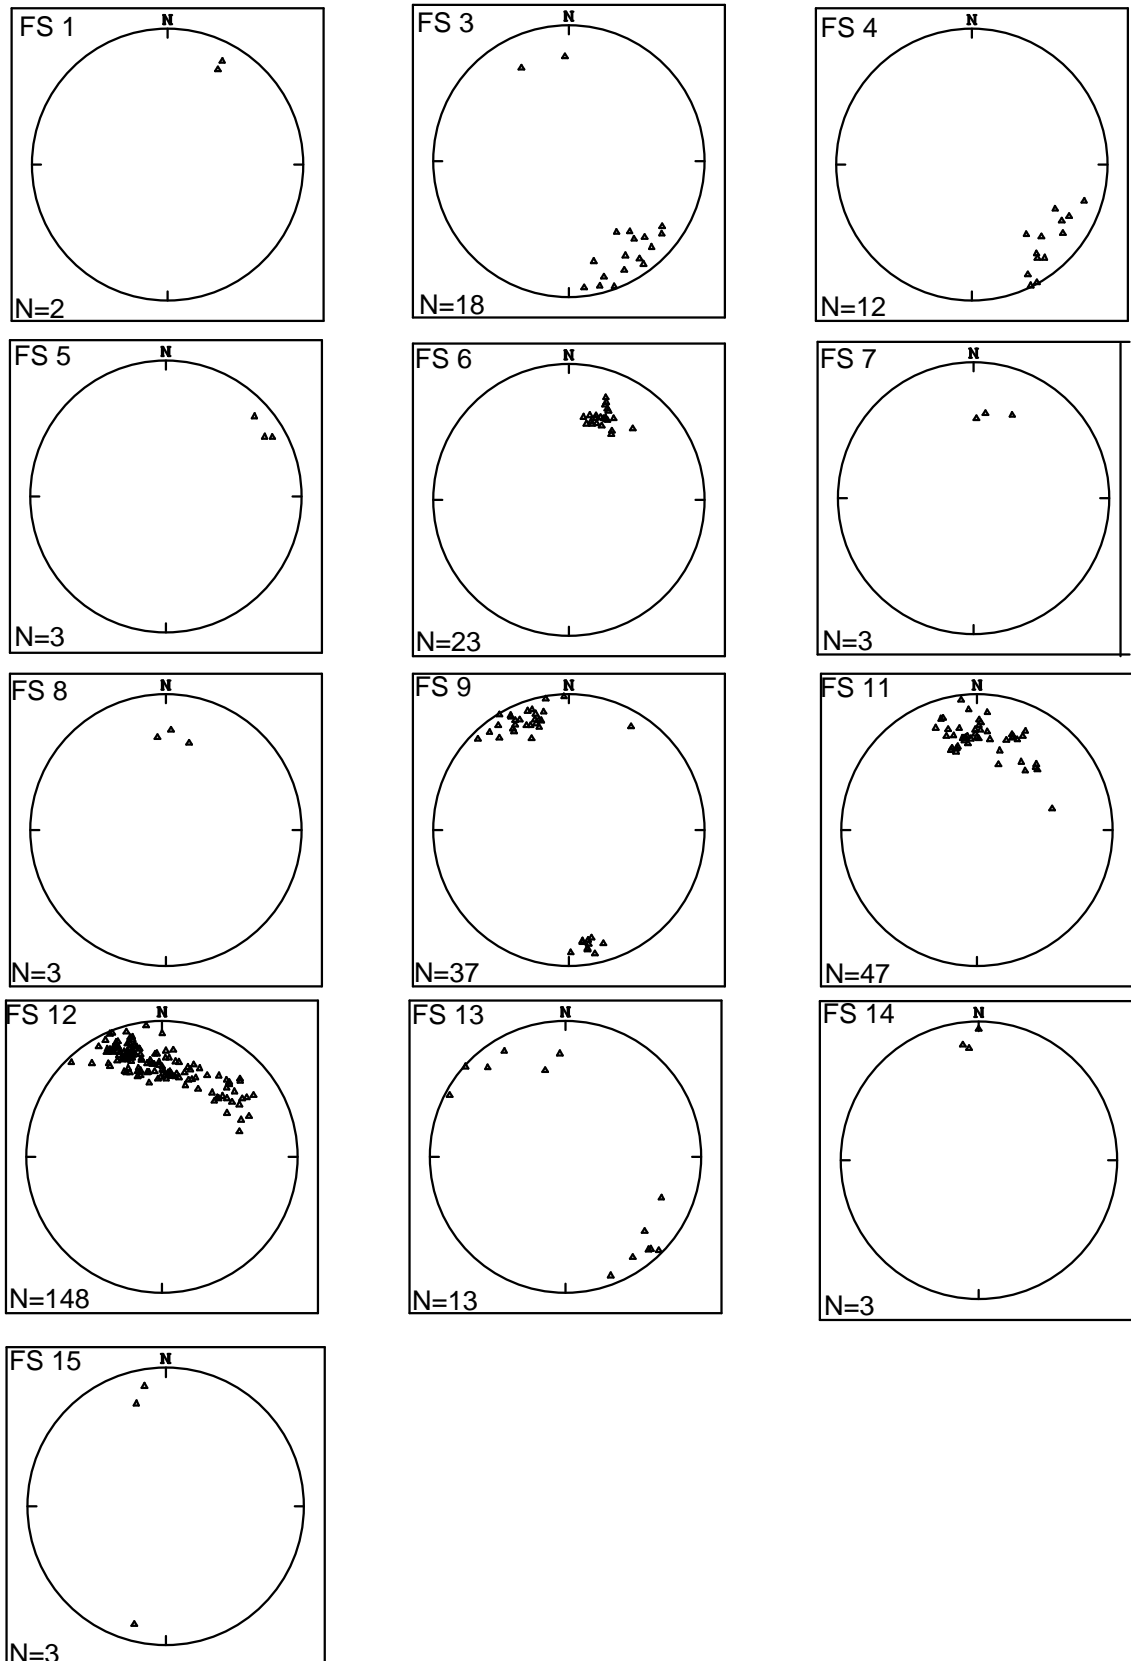 FS 1
N
N=2
FS 3
N
N=18
FS 4
N
N=12
FS 5
N
N=3
FS 6
N
N=23
FS 7
N
N=3
FS 8
N
N=3
FS 9
N
N=37
FS 11
N
N=47
FS 12
N
N=148
FS 13
N
N=13
FS 14
N
N=3
FS 15
N
N=3